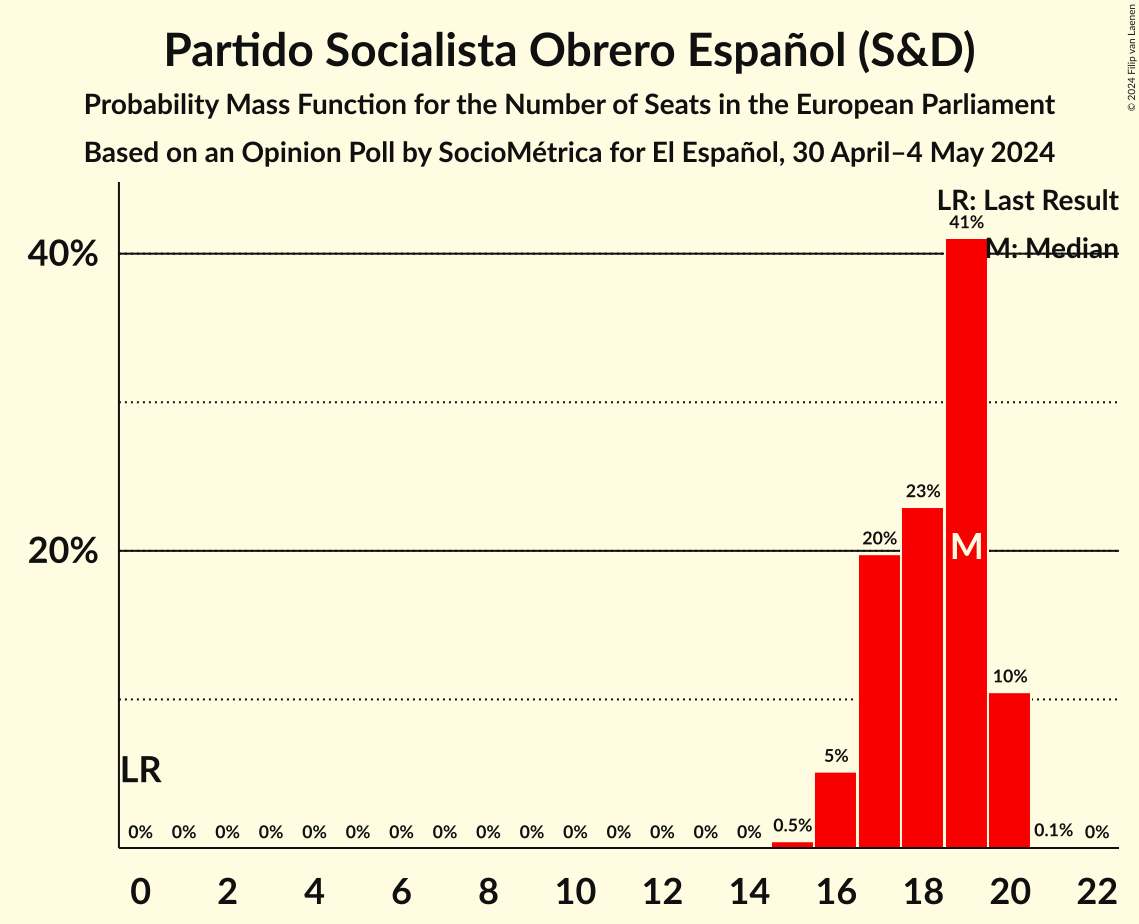 Partido Socialista Obrero Español (S&D)
Probability Mass Function for the Number of Seats in the European Parliament
Based on an Opinion Poll by SocioMétrica for El Español, 30 April–4 May 2024
© 2024 Filip van Laenen
LR: Last Result
M: Median
40%
20%
41%
23%
20%
M
10%
5%
LR
0% 0% 0% 0% 0% 0% 0% 0% 0% 0% 0% 0% 0% 0% 0% 0.5% 0.1% 0%
0 2 4 6 8 10 12 14 16 18 20 22